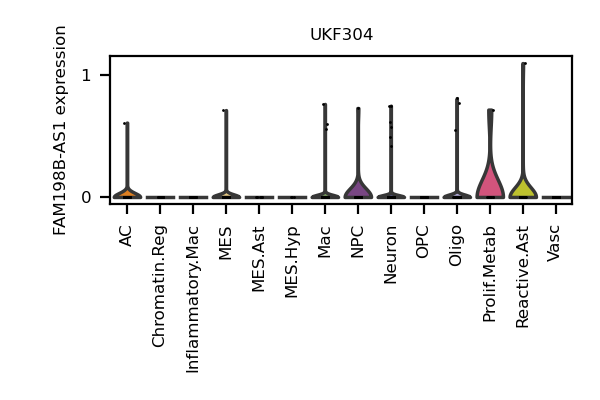 UKF304
FAM198B-AS1 expression
1
0
AC
Chromatin.Reg
Inflammatory.Mac
MES
MES.Ast
MES.Hyp
Mac
NPC
Neuron
OPC
Oligo
Prolif.Metab
Reactive.Ast
Vasc